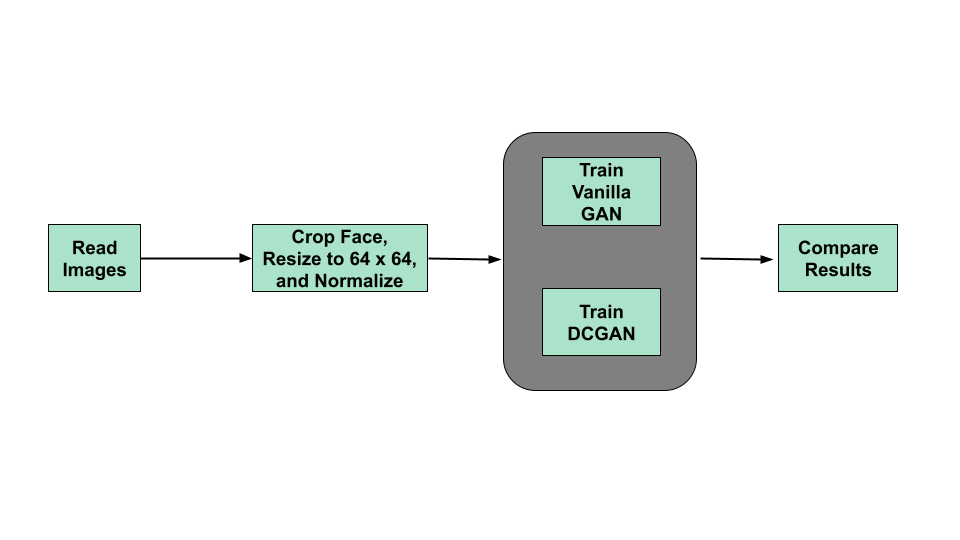 Read
Images
Crop Face,
Resize to 64 x 64,
and Normalize
Train
Vanilla
GAN
Train
DCGAN
Compare
Results